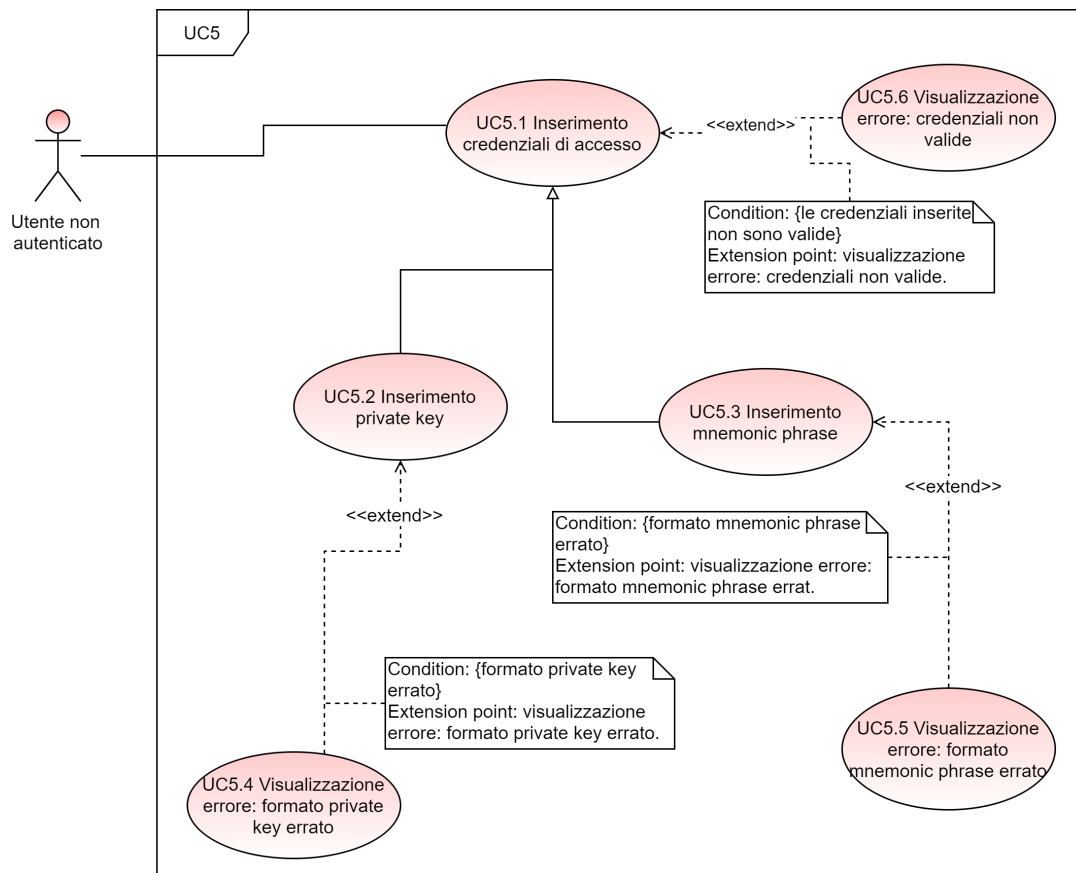 UC5
UC5.1 Inserimento
credenziali di accesso
<<extend>>
UC5.6 Visualizzazione
errore: credenziali non
valide
Utente non
autenticato
Condition: {le credenziali inserite
non sono valide}
Extension point: visualizzazione
errore: credenziali non valide.
UC5.2 Inserimento
private key
UC5.3 Inserimento
mnemonic phrase
<<extend>>
<<extend>>
Condition: {formato mnemonic phrase
errato}
Extension point: visualizzazione errore:
formato mnemonic phrase errat.
Condition: {formato private key
errato}
Extension point: visualizzazione
errore: formato private key errato.
UC5.5 Visualizzazione
errore: formato
mnemonic phrase errato
UC5.4 Visualizzazione
errore: formato private
key errato